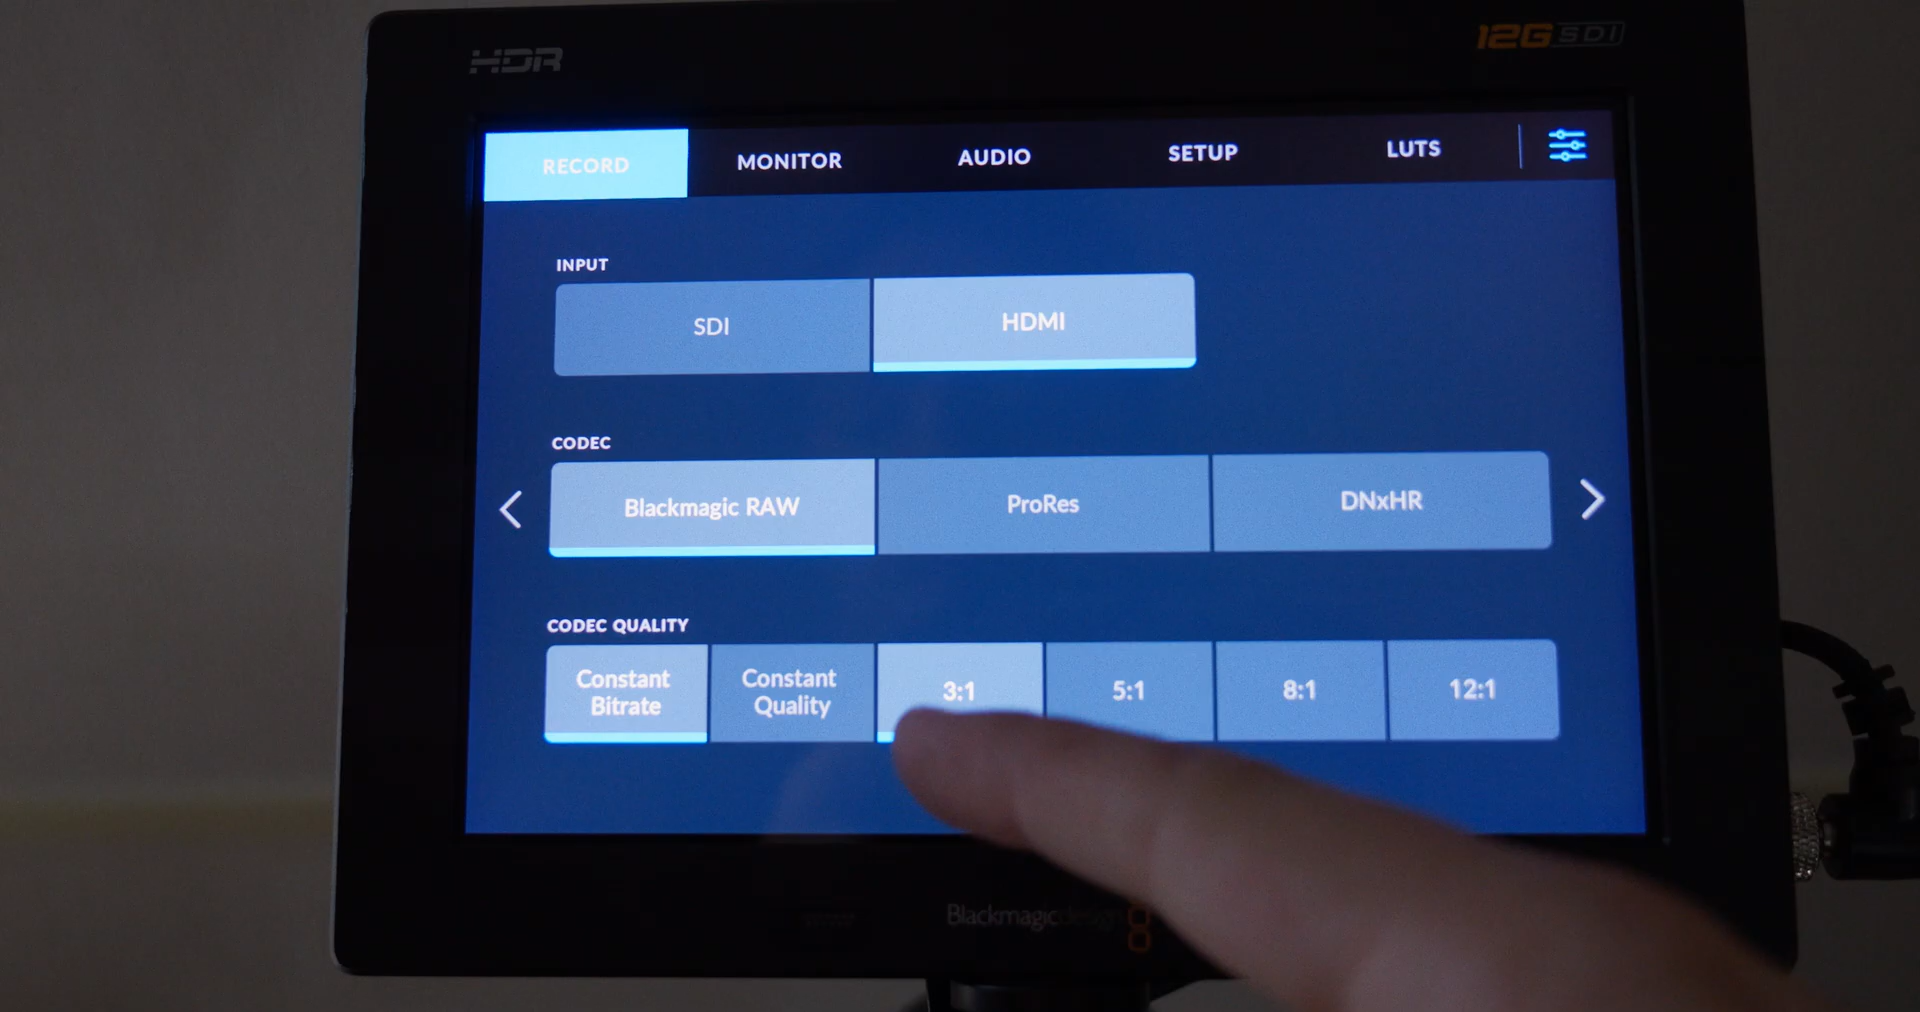 HDR
12G SDI
RECORD
MONITOR
AUDIO
SETUP
LUTS
INPUT
SDI
HDMI
CODEC
Blackmagic RAW
ProRes
DNxHR
CODEC QUALITY
Constant
Bitrate
Constant
Quality
3:1
5:1
8:1
12:1
Blackmagicdesign